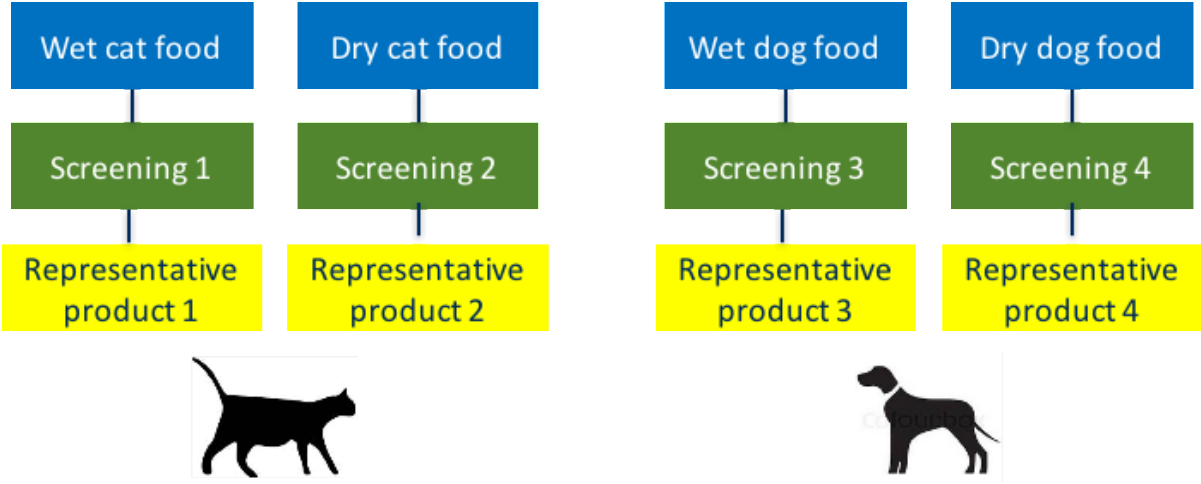 Wet cat food
Dry cat food
Wet dog food
Dry dog food
Screening 1
Screening 2
Screening 3
Screening 4
Representative
product 1
Representative
product 2
Representative
product 3
Representative
product 4
colourbox